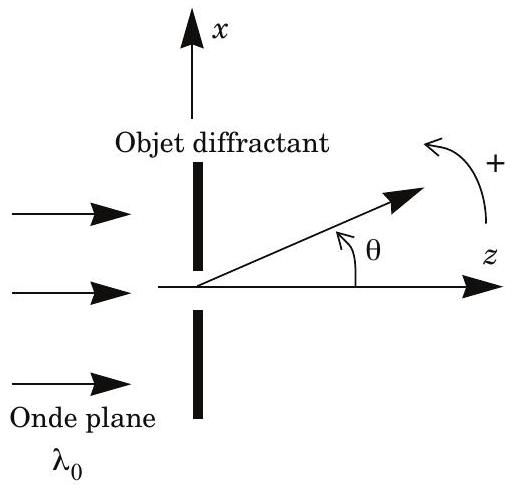 x
Objet diffractant
+
θ
z
Onde plane
λ₀